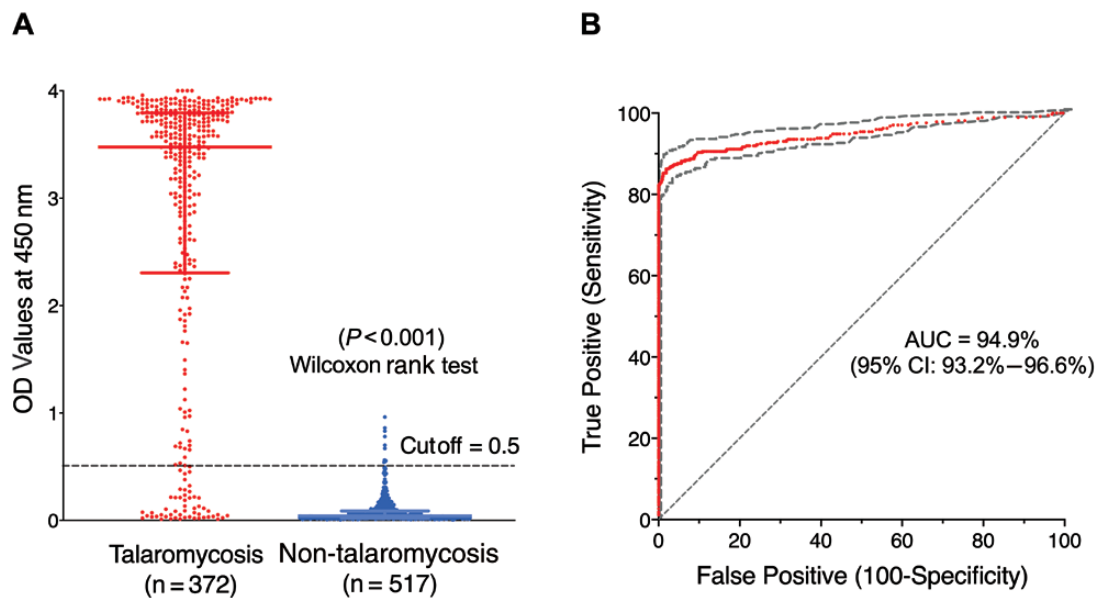 A
OD Values at 450 nm
4
3
2
1
0
(P<0.001)
Wilcoxon rank test
Cutoff = 0.5
Talaromycosis
(n=372)
Non-talaromycosis
(n=517)
B
True Positive (Sensitivity)
100
80
60
40
20
0
AUC = 94.9%
(95% CI: 93.2%–96.6%)
0 20 40 60 80 100
False Positive (100-Specificity)